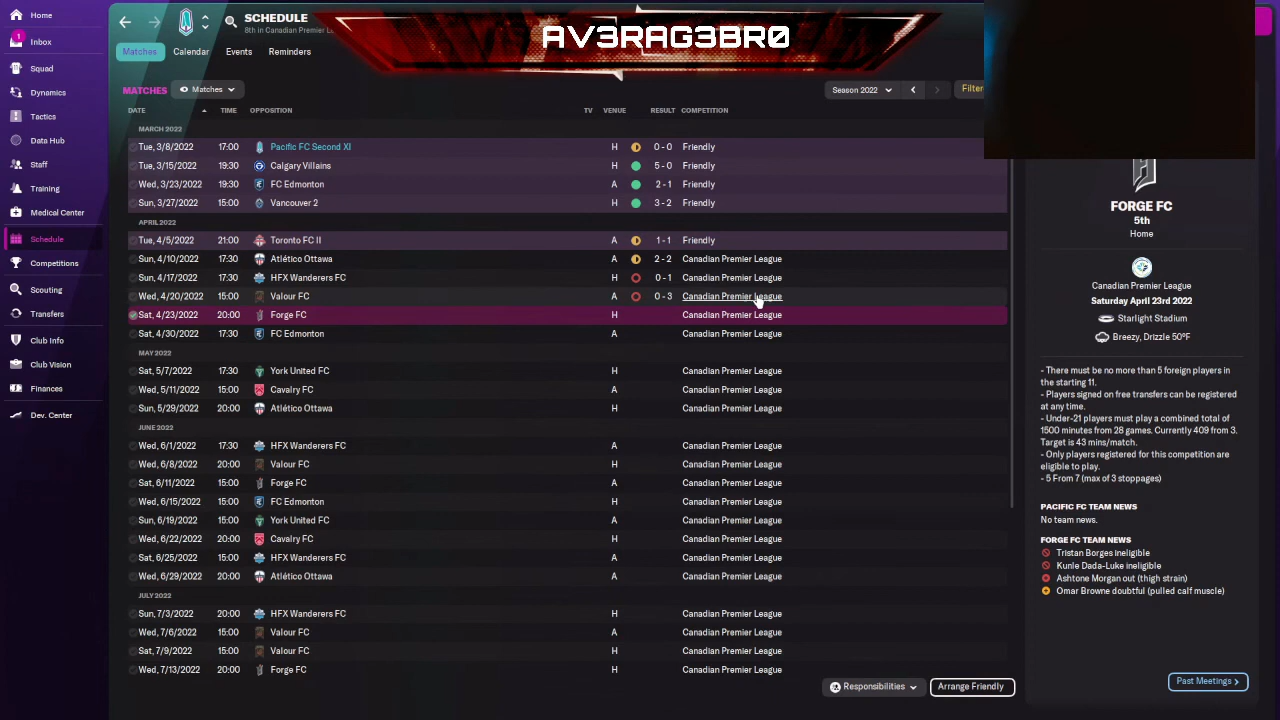 Home
1
Inbox
Squad
Dynamics
Tactics
Data Hub
Staff
Training
Medical Center
Schedule
Competitions
Scouting
Transfers
Club Info
Club Vision
Finances
Dev. Center
SCHEDULE
8th in Canadian Premier
AV3RAG3BR0
Matches Calendar Events Reminders
MATCHES Matches Season 2022 Filter
DATE TIME OPPOSITION TV VENUE RESULT COMPETITION
MARCH 2022
Tue, 3/8/2022 17:00 Pacific FC Second XI H 0 - 0 Friendly
Tue, 3/15/2022 19:30 Calgary Villains H 5 - 0 Friendly
Wed, 3/23/2022 19:30 FC Edmonton A 2 - 1 Friendly
Sun, 3/27/2022 15:00 Vancouver 2 H 3 - 2 Friendly
APRIL 2022
Tue, 4/5/2022 21:00 Toronto FC II A 1 - 1 Friendly
Sun, 4/10/2022 17:30 Atlético Ottawa A 2 - 2 Canadian Premier League
Sun, 4/17/2022 17:30 HFX Wanderers FC H 0 - 1 Canadian Premier League
Wed, 4/20/2022 15:00 Valour FC A 0 - 3 Canadian Premier League
Sat, 4/23/2022 20:00 Forge FC H Canadian Premier League
Sat, 4/30/2022 17:30 FC Edmonton A Canadian Premier League
MAY 2022
Sat, 5/7/2022 17:30 York United FC H Canadian Premier League
Wed, 5/11/2022 15:00 Cavalry FC A Canadian Premier League
Sun, 5/29/2022 20:00 Atlético Ottawa H Canadian Premier League
JUNE 2022
Wed, 6/1/2022 17:30 HFX Wanderers FC A Canadian Premier League
Wed, 6/8/2022 20:00 Valour FC H Canadian Premier League
Sat, 6/11/2022 15:00 Forge FC A Canadian Premier League
Wed, 6/15/2022 20:00 FC Edmonton H Canadian Premier League
Sun, 6/19/2022 15:00 York United FC A Canadian Premier League
Wed, 6/22/2022 20:00 Cavalry FC H Canadian Premier League
Sat, 6/25/2022 15:00 HFX Wanderers FC A Canadian Premier League
Wed, 6/29/2022 20:00 Atlético Ottawa A Canadian Premier League
JULY 2022
Sun, 7/3/2022 20:00 HFX Wanderers FC H Canadian Premier League
Wed, 7/6/2022 15:00 Valour FC A Canadian Premier League
Sat, 7/9/2022 15:00 Valour FC H Canadian Premier League
Wed, 7/13/2022 20:00 Forge FC H Canadian Premier League
Responsibilities Arrange Friendly
FORGE FC
5th
Home
Canadian Premier League
Saturday April 23rd 2022
Starlight Stadium
Breezy, Drizzle 50°F
- There must be no more than 5 foreign players in
the starting 11.
- Players signed on free transfers can be registered
at any time.
- Under-21 players must play a combined total of
1500 minutes from 28 games. Currently 409 from 3.
Target is 43 mins/match.
- Only players registered for this competition are
eligible to play.
- 5 From 7 (max of 3 stoppages)
PACIFIC FC TEAM NEWS
No team news.
FORGE FC TEAM NEWS
Tristan Borges ineligible
Kunle Dada-Luke ineligible
Ashtone Morgan out (thigh strain)
Omar Browne doubtful (pulled calf muscle)
Past Meetings >